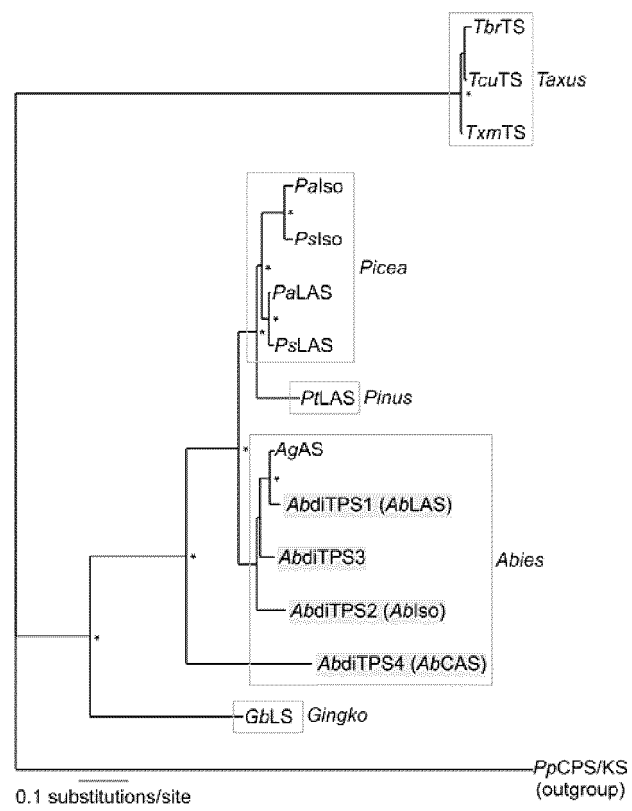 TbrTS
TcuTS
*
Taxus
TxmTS
PaIso
*
PsIso
*
Picea
PaLAS
*
*
PsLAS
PtLAS Pinus
*
AgAS
*
AbdiTPS1 (AbLAS)
AbdiTPS3
Abies
*
AbdiTPS2 (AbIso)
*
AbdiTPS4 (AbCAS)
GbLS Gingko
PpCPS/KS
(outgroup)
0.1 substitutions/site